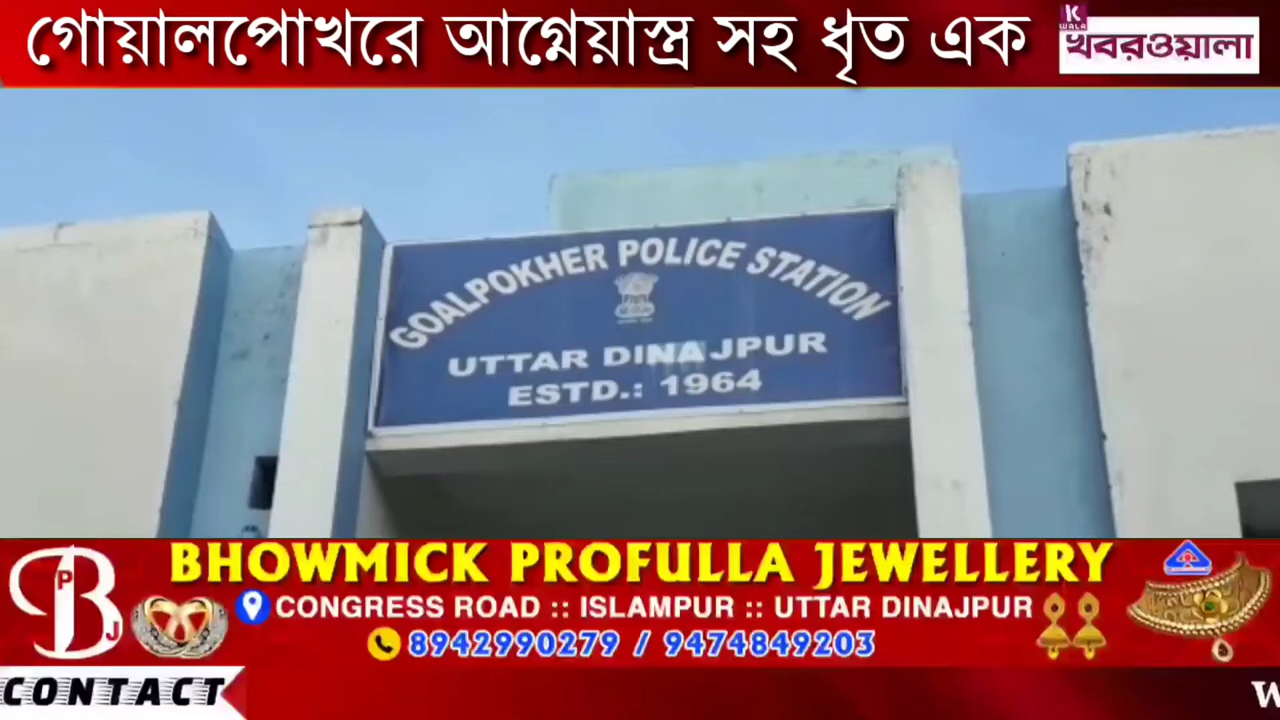 গোয়ালপোখরে আগ্নেয়াস্ত্র সহ ধৃত এক
K
WALA
খবরওয়ালা
GOALPOKHER POLICE STATION
UTTAR DINAJPUR
ESTD.: 1964
BHOWMICK PROFULLA JEWELLERY
CONGRESS ROAD :: ISLAMPUR :: UTTAR DINAJPUR
8942990279 / 9474849203
P
B
J
CONTACT